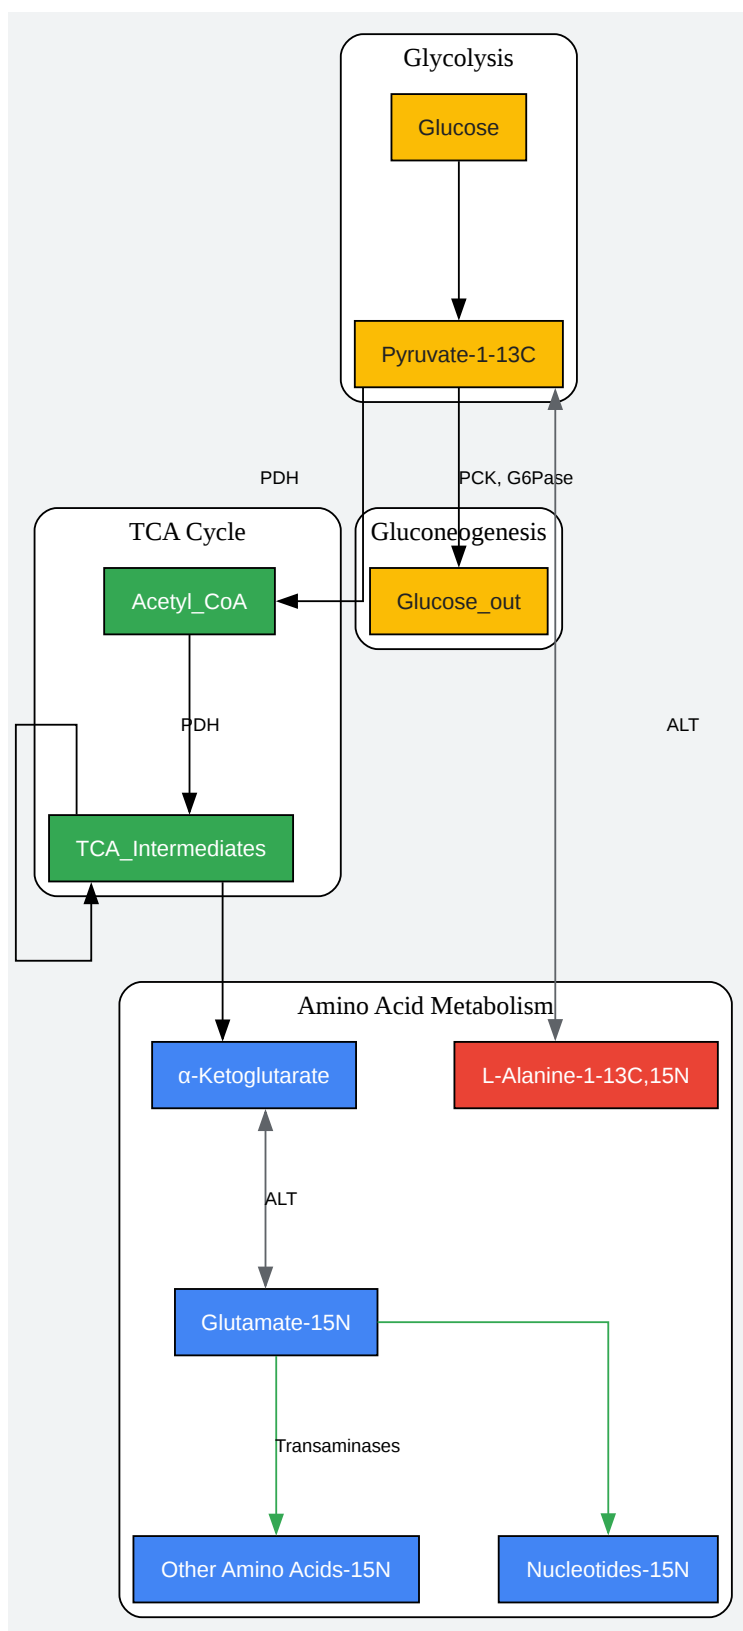 Glycolysis
Glucose
Pyruvate-1-13C
PDH
PCK, G6Pase
TCA Cycle
Gluconeogenesis
Acetyl_CoA
Glucose_out
PDH
ALT
TCA_Intermediates
Amino Acid Metabolism
α-Ketoglutarate
L-Alanine-1-13C,15N
ALT
Glutamate-15N
Transaminases
Other Amino Acids-15N
Nucleotides-15N